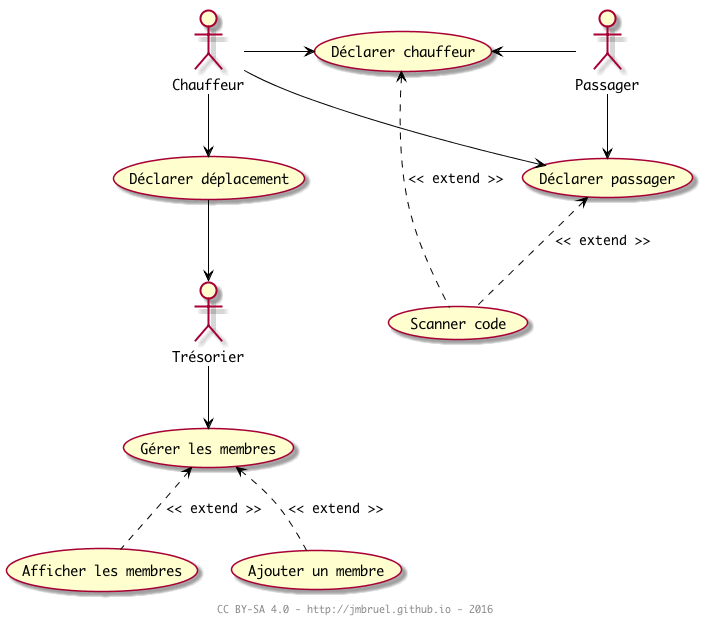 Chauffeur
Déclarer chauffeur
Passager
Déclarer déplacement
<< extend >>
Déclarer passager
<< extend >>
Scanner code
Trésorier
Gérer les membres
<< extend >>
<< extend >>
Afficher les membres
Ajouter un membre
CC BY-SA 4.0 - http://jmbruel.github.io - 2016